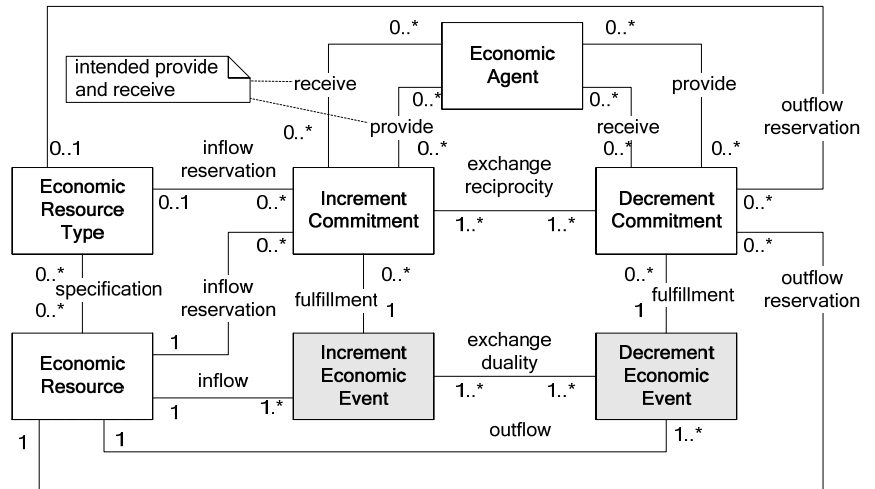 0..*
Economic
Agent
0..*
intended provide
and receive
receive
provide
0..*
0..*
outflow
reservation
0..*
provide
receive
0..1
inflow
reservation
0..*
exchange
reciprocity
0..*
0..*
Economic
Resource
Type
0..1
0..*
Increment
Commitment
1..*
1..*
Decrement
Commitment
0..*
0..*
0..*
0..*
specification
0..*
inflow
reservation
0..*
fulfillment
1
0..*
fulfillment
1
outflow
reservation
Economic
Resource
1
inflow
1
1.*
Increment
Economic
Event
exchange
duality
1..*
1..*
Decrement
Economic
Event
1
1
outflow
1..*